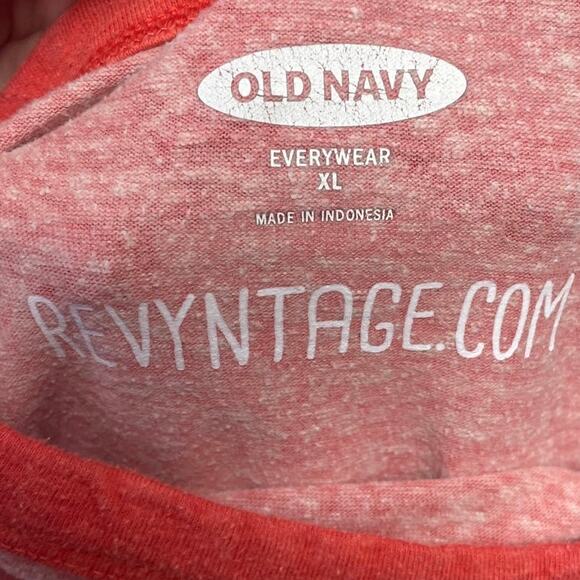 OLD NAVY
EVERYWEAR
XL
MADE IN INDONESIA
REVYNTAGE.COM